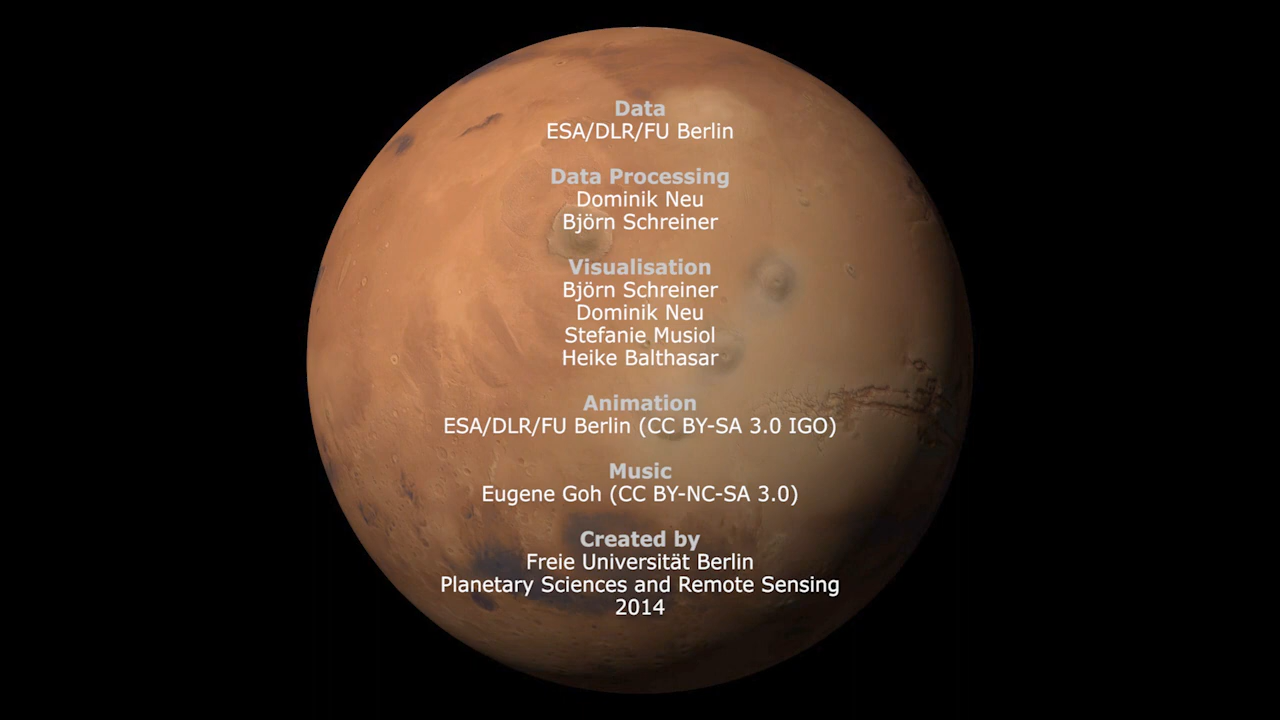 Data
ESA/DLR/FU Berlin
Data Processing
Dominik Neu
Björn Schreiner
Visualisation
Björn Schreiner
Dominik Neu
Stefanie Musiol
Heike Balthasar
Animation
ESA/DLR/FU Berlin (CC BY-SA 3.0 IGO)
Music
Eugene Goh (CC BY-NC-SA 3.0)
Created by
Freie Universität Berlin
Planetary Sciences and Remote Sensing
2014